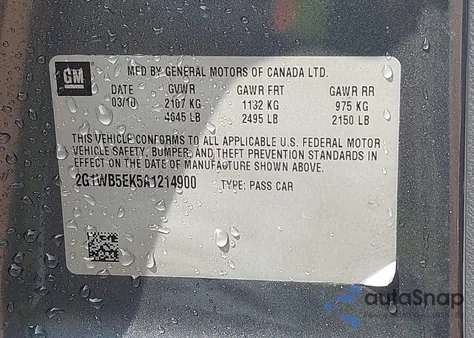 GM
MFD BY GENERAL MOTORS OF CANADA LTD.
DATE GVWR GAWR FRT GAWR RR
03/10 2107 KG 1132 KG 975 KG
4645 LB 2495 LB 2150 LB
THIS VEHICLE CONFORMS TO ALL APPLICABLE U.S. FEDERAL MOTOR
VEHICLE SAFETY, BUMPER, AND THEFT PREVENTION STANDARDS IN
EFFECT ON THE DATE OF MANUFACTURE SHOWN ABOVE.
2G1WB5EK5A1214900 TYPE: PASS CAR
autaSnap